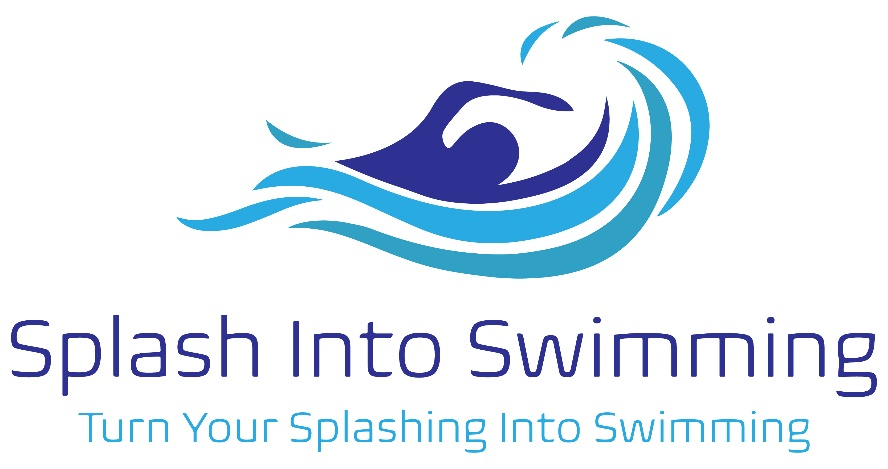 Splash Into Swimming
Turn Your Splashing Into Swimming